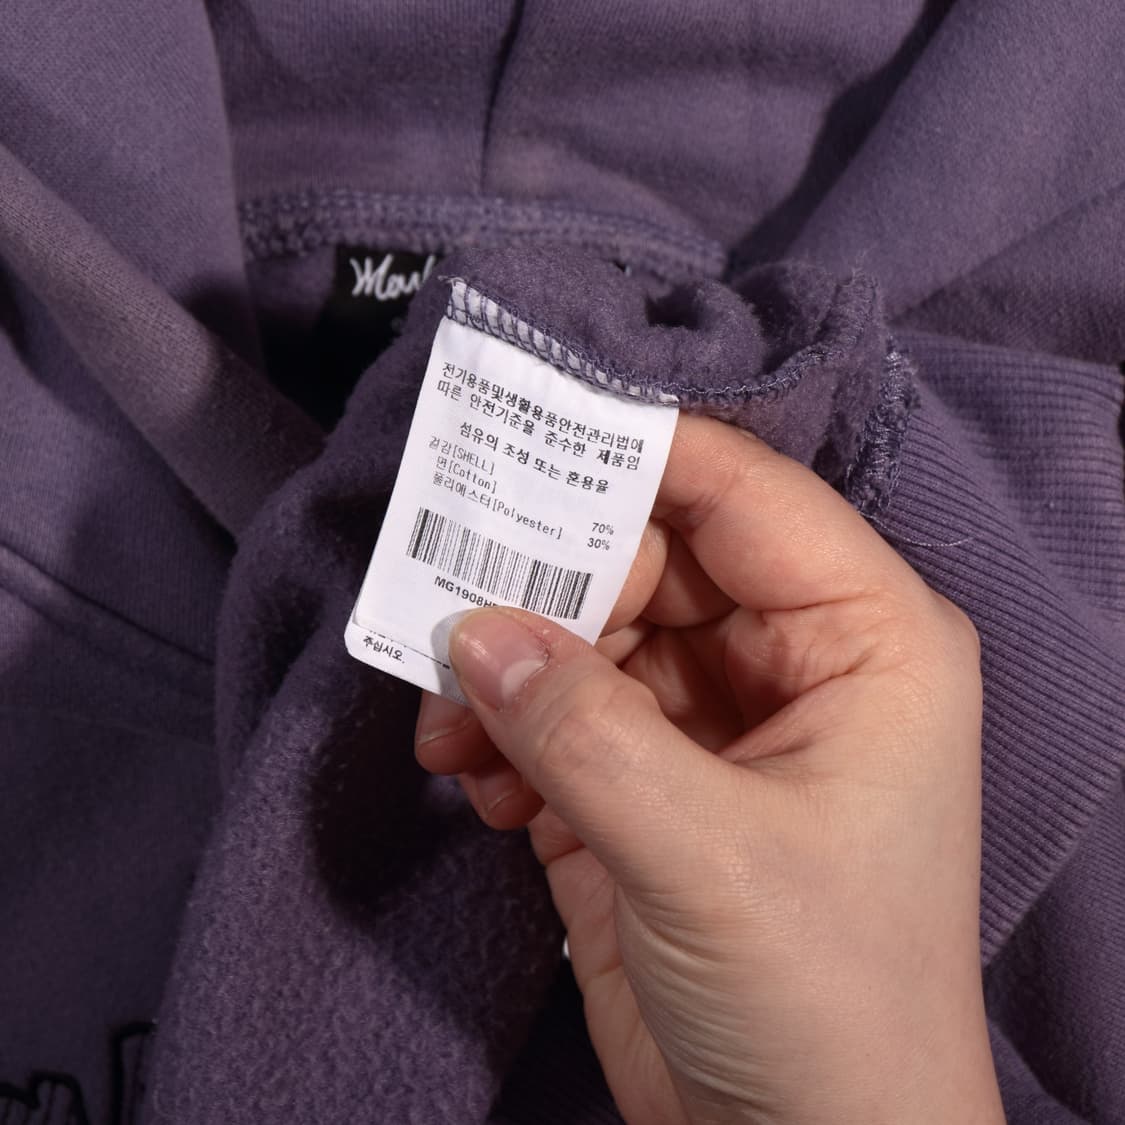 전기용품및생활용품안전관리법에
따른 안전기준을 준수한 제품임
섬유의 조성 또는 혼용율
겉감[SHELL]
면[Cotton] 70%
폴리에스터[Polyester] 30%
주십시오.